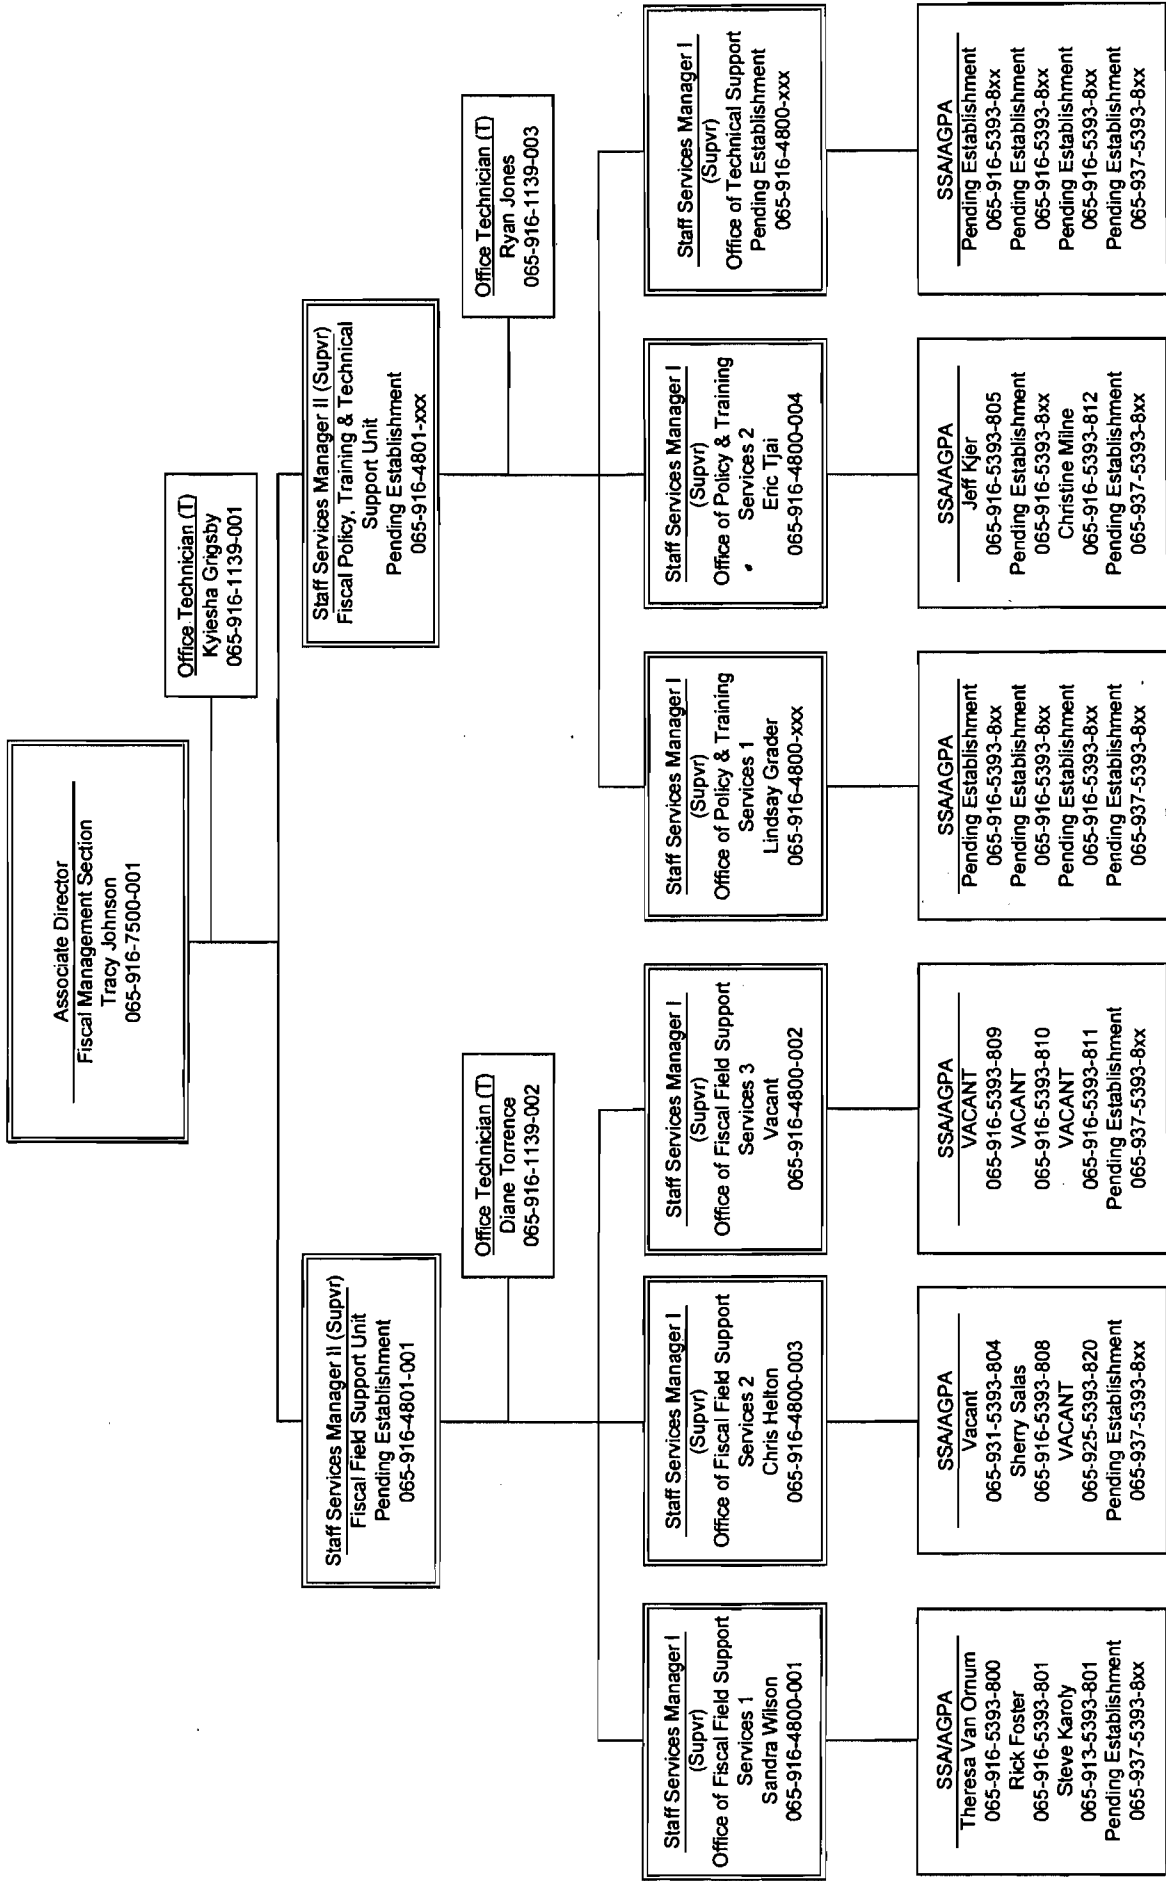 Associate Director
Fiscal Management Section
Tracy Johnson
065-916-7500-001
Office Technician (T)
Kyiesha Grigsby
065-916-1139-001
Staff Services Manager II (Supvr)
Fiscal Field Support Unit
Pending Establishment
065-916-4801-001
Staff Services Manager II (Supvr)
Fiscal Policy, Training & Technical
Support Unit
Pending Establishment
065-916-4801-xxx
Office Technician (T)
Diane Torrence
065-916-1139-002
Office Technician (T)
Ryan Jones
065-916-1139-003
Staff Services Manager I
(Supvr)
Office of Fiscal Field Support
Services 1
Sandra Wilson
065-916-4800-001
Staff Services Manager I
(Supvr)
Office of Fiscal Field Support
Services 2
Chris Helton
065-916-4800-003
Staff Services Manager I
(Supvr)
Office of Fiscal Field Support
Services 3
Vacant
065-916-4800-002
Staff Services Manager I
(Supvr)
Office of Policy & Training
Services 1
Lindsay Grader
065-916-4800-xxx
Staff Services Manager I
(Supvr)
Office of Policy & Training
Services 2
Eric Tjai
065-916-4800-004
Staff Services Manager I
(Supvr)
Office of Technical Support
Pending Establishment
065-916-4800-xxx
SSA/AGPA
Theresa Van Ornum
065-916-5393-800
Rick Foster
065-916-5393-801
Steve Karoly
065-913-5393-801
Pending Establishment
065-937-5393-8xx
SSA/AGPA
Vacant
065-931-5393-804
Sherry Salas
065-916-5393-808
VACANT
065-925-5393-820
Pending Establishment
065-937-5393-8xx
SSA/AGPA
VACANT
065-916-5393-809
VACANT
065-916-5393-810
VACANT
065-916-5393-811
Pending Establishment
065-937-5393-8xx
SSA/AGPA
Pending Establishment
065-916-5393-8xx
Pending Establishment
065-916-5393-8xx
Pending Establishment
065-916-5393-8xx
Pending Establishment
065-937-5393-8xx
SSA/AGPA
Jeff Kjer
065-916-5393-805
Pending Establishment
065-916-5393-8xx
Christine Milne
065-916-5393-812
Pending Establishment
065-937-5393-8xx
SSA/AGPA
Pending Establishment
065-916-5393-8xx
Pending Establishment
065-916-5393-8xx
Pending Establishment
065-916-5393-8xx
Pending Establishment
065-937-5393-8xx